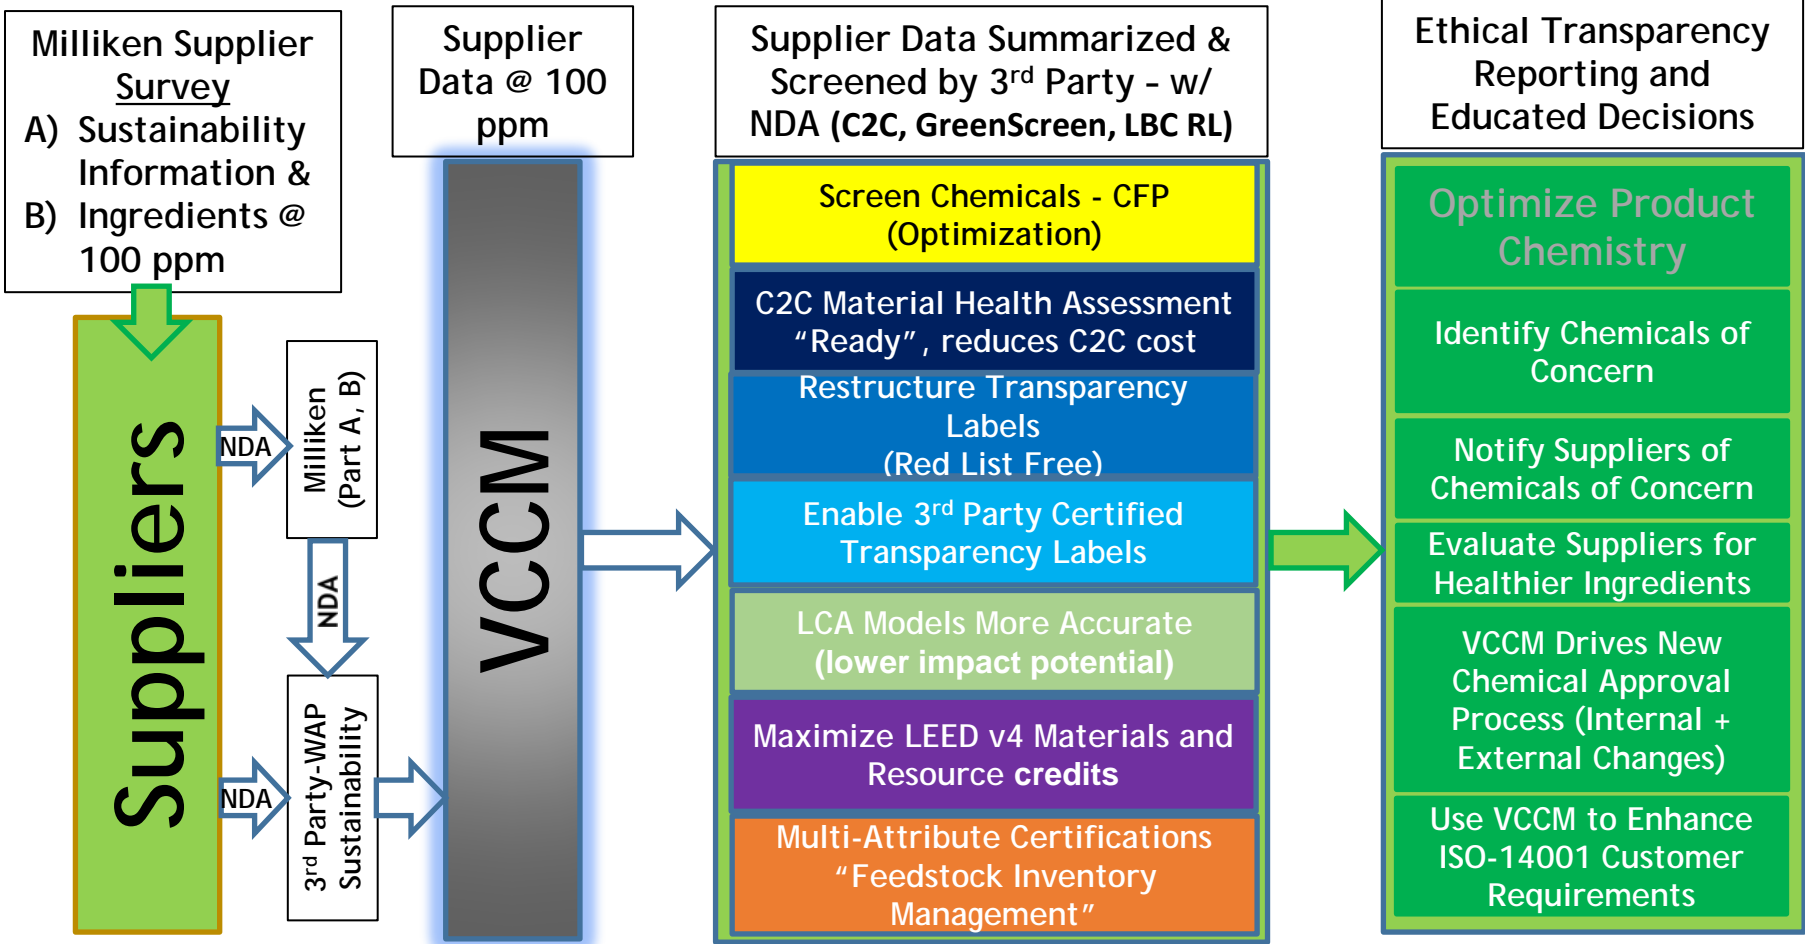 Milliken Supplier
Survey
A) Sustainability
Information &
B) Ingredients @
100 ppm
Suppliers
NDA
Milliken
(Part A, B)
NDA
NDA
3rd Party-WAP
Sustainability
Supplier
Data @ 100
ppm
VCCM
Supplier Data Summarized &
Screened by 3rd Party - w/
NDA (C2C, GreenScreen, LBC RL)
Screen Chemicals - CFP
(Optimization)
C2C Material Health Assessment
“Ready”, reduces C2C cost
Restructure Transparency
Labels
(Red List Free)
Enable 3rd Party Certified
Transparency Labels
LCA Models More Accurate
(lower impact potential)
Maximize LEED v4 Materials and
Resource credits
Multi-Attribute Certifications
“Feedstock Inventory
Management”
Ethical Transparency
Reporting and
Educated Decisions
Optimize Product
Chemistry
Identify Chemicals of
Concern
Notify Suppliers of
Chemicals of Concern
Evaluate Suppliers for
Healthier Ingredients
VCCM Drives New
Chemical Approval
Process (Internal +
External Changes)
Use VCCM to Enhance
ISO-14001 Customer
Requirements